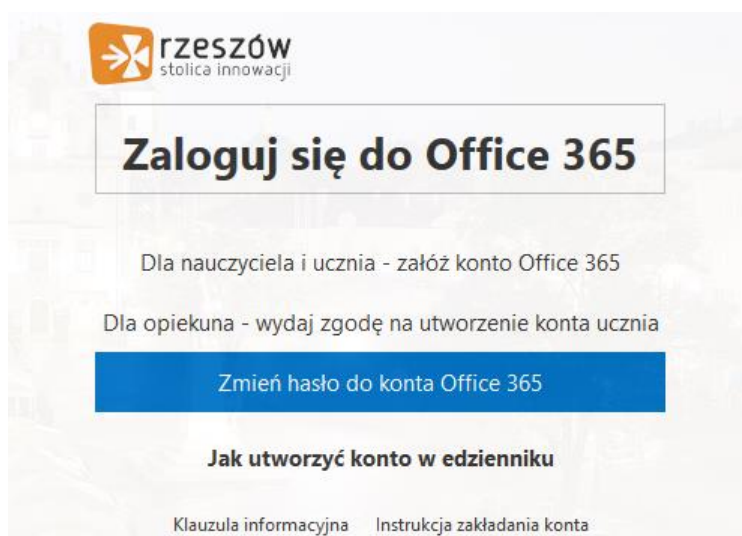 rzeszów
stolica innowacji
Zaloguj się do Office 365
Dla nauczyciela i ucznia - załóż konto Office 365
Dla opiekuna - wydaj zgodę na utworzenie konta ucznia
Zmień hasło do konta Office 365
Jak utworzyć konto w edzienniku
Klauzula informacyjna Instrukcja zakładania konta